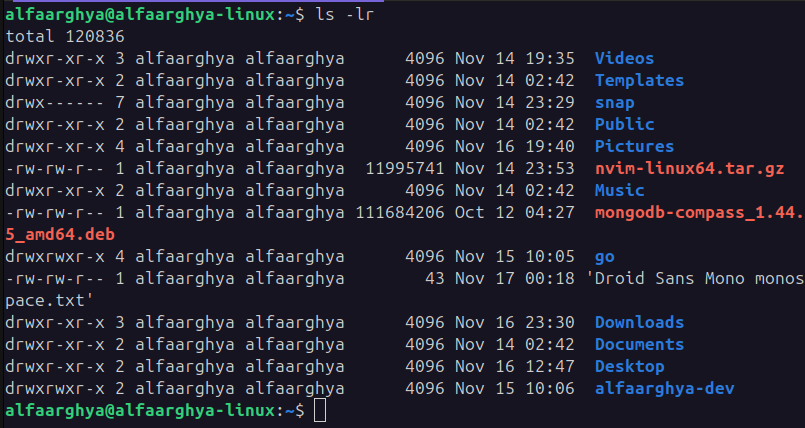 alfaarghya@alfaarghya-linux:~$ ls -lr
total 120836
drwxr-xr-x 3 alfaarghya alfaarghya      4096 Nov 14 19:35  Videos
drwxr-xr-x 2 alfaarghya alfaarghya      4096 Nov 14 02:42  Templates
drwx------ 7 alfaarghya alfaarghya      4096 Nov 14 23:29  snap
drwxr-xr-x 2 alfaarghya alfaarghya      4096 Nov 14 02:42  Public
drwxr-xr-x 4 alfaarghya alfaarghya      4096 Nov 16 19:40  Pictures
-rw-rw-r-- 1 alfaarghya alfaarghya  11995741 Nov 14 23:53  nvim-linux64.tar.gz
drwxr-xr-x 2 alfaarghya alfaarghya      4096 Nov 14 02:42  Music
-rw-rw-r-- 1 alfaarghya alfaarghya 111684206 Oct 12 04:27  mongodb-compass_1.44.
5_amd64.deb
drwxrwxr-x 4 alfaarghya alfaarghya      4096 Nov 15 10:05  go
-rw-rw-r-- 1 alfaarghya alfaarghya        43 Nov 17 00:18 'Droid Sans Mono monos
pace.txt'
drwxr-xr-x 3 alfaarghya alfaarghya      4096 Nov 16 23:30  Downloads
drwxr-xr-x 2 alfaarghya alfaarghya      4096 Nov 14 02:42  Documents
drwxr-xr-x 2 alfaarghya alfaarghya      4096 Nov 16 12:47  Desktop
drwxrwxr-x 2 alfaarghya alfaarghya      4096 Nov 15 10:06  alfaarghya-dev
alfaarghya@alfaarghya-linux:~$